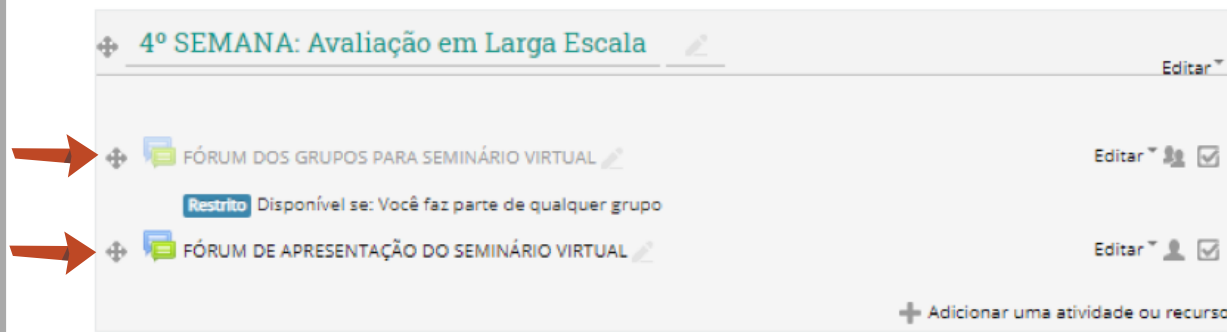 4º SEMANA: Avaliação em Larga Escala
Editar
FÓRUM DOS GRUPOS PARA SEMINÁRIO VIRTUAL
Editar
Restrito Disponível se: Você faz parte de qualquer grupo
FÓRUM DE APRESENTAÇÃO DO SEMINÁRIO VIRTUAL
Editar
Adicionar uma atividade ou recurso